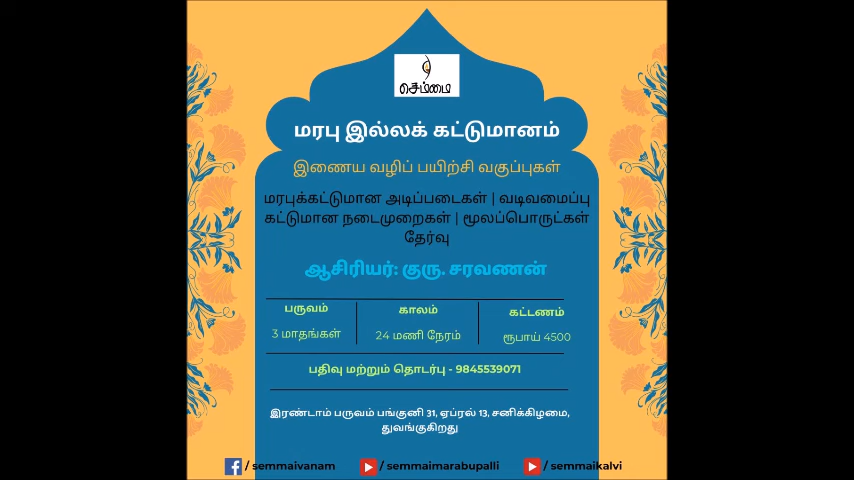 செம்மை
மரபு இல்லக் கட்டுமானம்
இணைய வழிப் பயிற்சி வகுப்புகள்
மரபுக்கட்டுமான அடிப்படைகள் | வடிவமைப்பு
கட்டுமான நடைமுறைகள் | மூலப்பொருட்கள்
தேர்வு
ஆசிரியர்: குரு. சரவணன்
பருவம் காலம் கட்டணம்
3 மாதங்கள் 24 மணி நேரம் ரூபாய் 4500
பதிவு மற்றும் தொடர்பு - 9845539071
இரண்டாம் பருவம் பங்குனி 31, ஏப்ரல் 13, சனிக்கிழமை,
துவங்குகிறது
/ semmaivanam / semmaimarabupalli / semmaikalvi